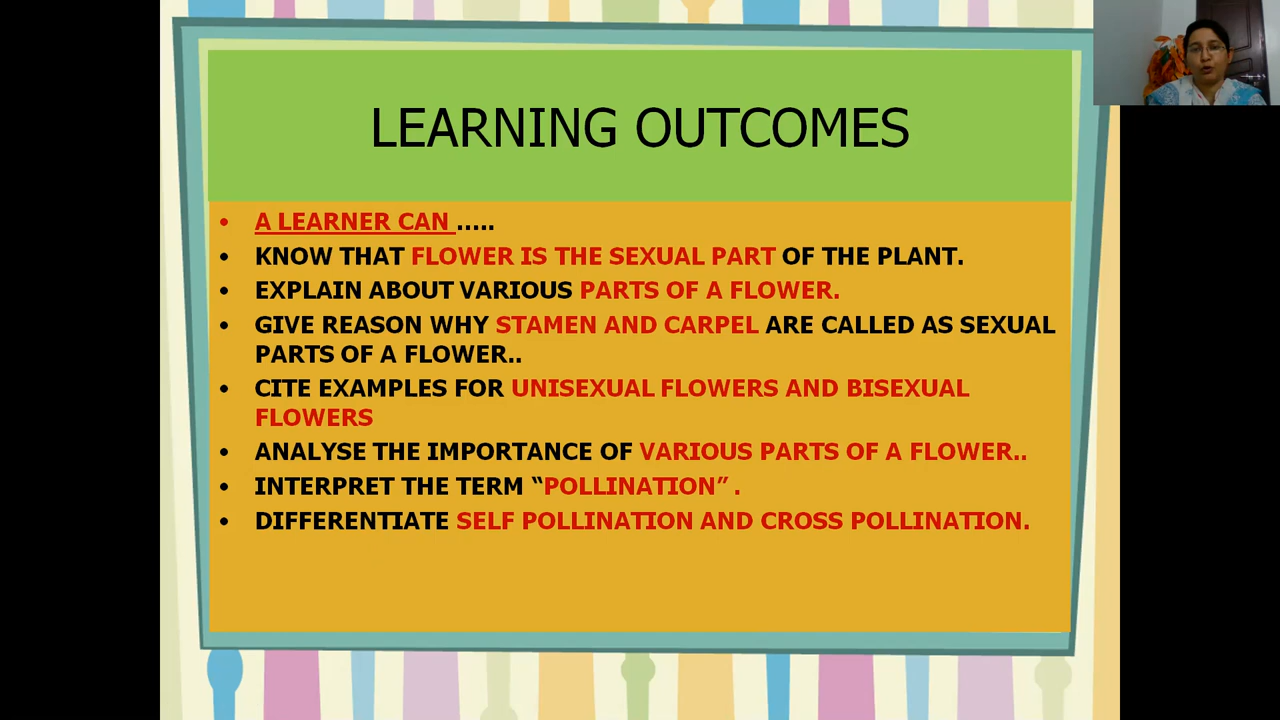 LEARNING OUTCOMES
• A LEARNER CAN …..
• KNOW THAT FLOWER IS THE SEXUAL PART OF THE PLANT.
• EXPLAIN ABOUT VARIOUS PARTS OF A FLOWER.
• GIVE REASON WHY STAMEN AND CARPEL ARE CALLED AS SEXUAL
PARTS OF A FLOWER..
• CITE EXAMPLES FOR UNISEXUAL FLOWERS AND BISEXUAL
FLOWERS
• ANALYSE THE IMPORTANCE OF VARIOUS PARTS OF A FLOWER..
• INTERPRET THE TERM “POLLINATION” .
• DIFFERENTIATE SELF POLLINATION AND CROSS POLLINATION.